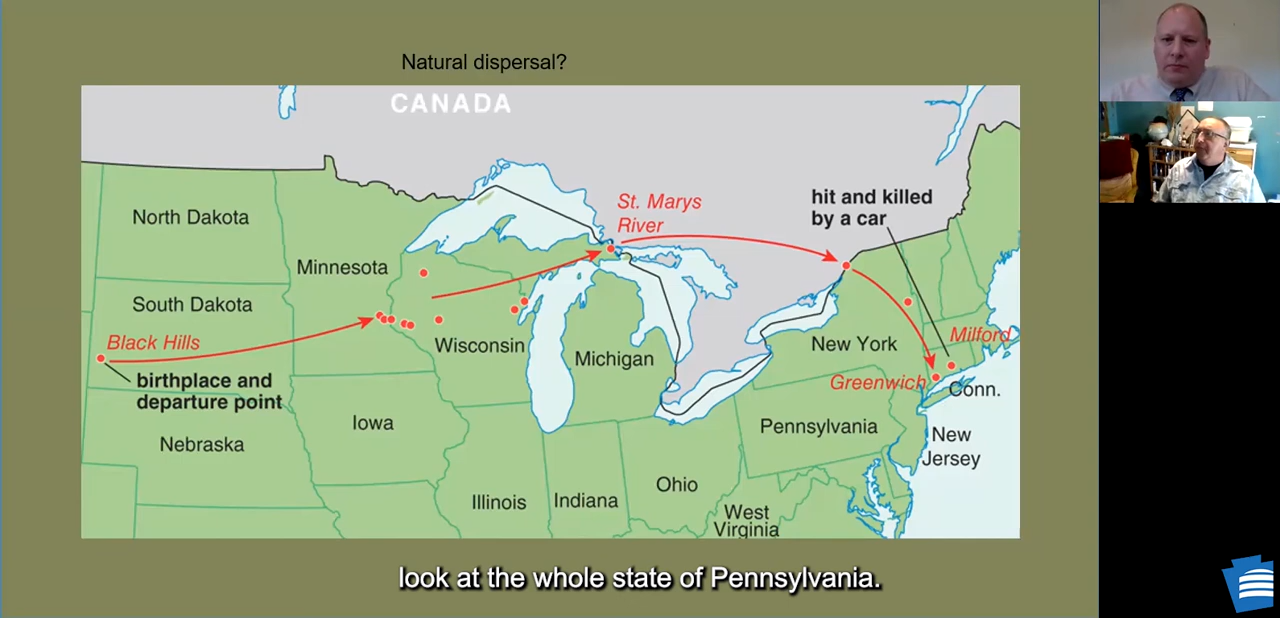 Natural dispersal?
CANADA
North Dakota
Minnesota
South Dakota
Black Hills
birthplace and
departure point
Nebraska
Iowa
Wisconsin
Illinois
Indiana
Michigan
St. Marys
River
hit and killed
by a car
New York
Milford
Greenwich
Conn.
Pennsylvania
New
Jersey
Ohio
West
Virginia
look at the whole state of Pennsylvania.